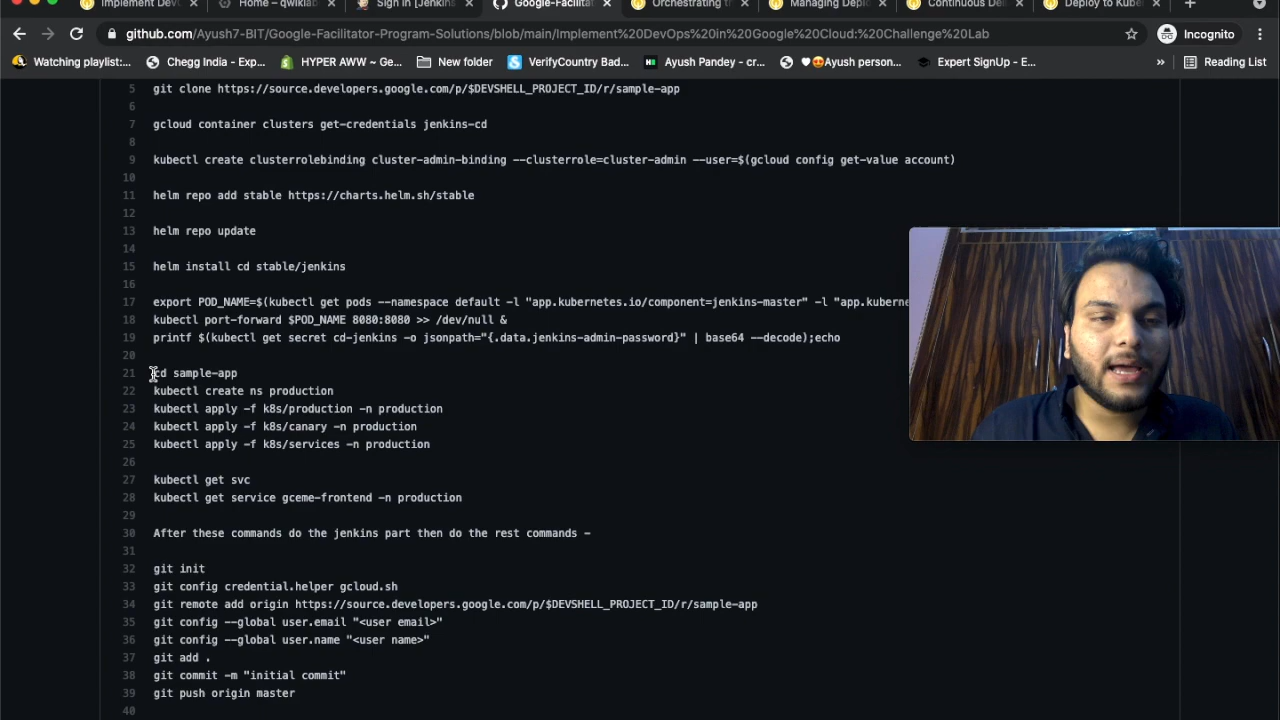 Implement Dev
Home – qwiklab
Sign in [Jenkins
Google-Facilitat
Orchestrating th
Managing Deplo
Continuous Del
Deploy to Kube
github.com/Ayush7-BIT/Google-Facilitator-Program-Solutions/blob/main/Implement%20DevOps%20in%20Google%20Cloud:%20Challenge%20Lab
Incognito
Watching playlist:...
Chegg India - Exp...
HYPER AWW ~ Ge...
New folder
VerifyCountry Bad...
Ayush Pandey - cr...
Ayush person...
Expert SignUp - E...
»
Reading List
5 git clone https://source.developers.google.com/p/$DEVSHELL_PROJECT_ID/r/sample-app
6
7 gcloud container clusters get-credentials jenkins-cd
8
9 kubectl create clusterrolebinding cluster-admin-binding --clusterrole=cluster-admin --user=$(gcloud config get-value account)
10
11 helm repo add stable https://charts.helm.sh/stable
12
13 helm repo update
14
15 helm install cd stable/jenkins
16
17 export POD_NAME=$(kubectl get pods --namespace default -l "app.kubernetes.io/component=jenkins-master" -l "app.kuberne
18 kubectl port-forward $POD_NAME 8080:8080 >> /dev/null &
19 printf $(kubectl get secret cd-jenkins -o jsonpath="{.data.jenkins-admin-password}" | base64 --decode);echo
20
21 cd sample-app
22 kubectl create ns production
23 kubectl apply -f k8s/production -n production
24 kubectl apply -f k8s/canary -n production
25 kubectl apply -f k8s/services -n production
26
27 kubectl get svc
28 kubectl get service gceme-frontend -n production
29
30 After these commands do the jenkins part then do the rest commands -
31
32 git init
33 git config credential.helper gcloud.sh
34 git remote add origin https://source.developers.google.com/p/$DEVSHELL_PROJECT_ID/r/sample-app
35 git config --global user.email "<user email>"
36 git config --global user.name "<user name>"
37 git add .
38 git commit -m "initial commit"
39 git push origin master
40